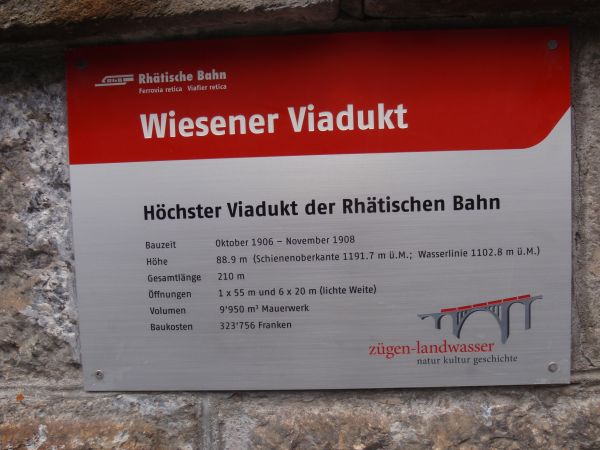 Rhätische Bahn
Ferrovia retica Viafier retica
Wiesener Viadukt
Höchster Viadukt der Rhätischen Bahn
Bauzeit Oktober 1906 – November 1908
Höhe 88.9 m (Schienenoberkante 1191.7 m ü.M.; Wasserlinie 1102.8 m ü.M.)
Gesamtlänge 210 m
Öffnungen 1 x 55 m und 6 x 20 m (lichte Weite)
Volumen 9'950 m³ Mauerwerk
Baukosten 323'756 Franken
zügen-landwasser
natur kultur geschichte